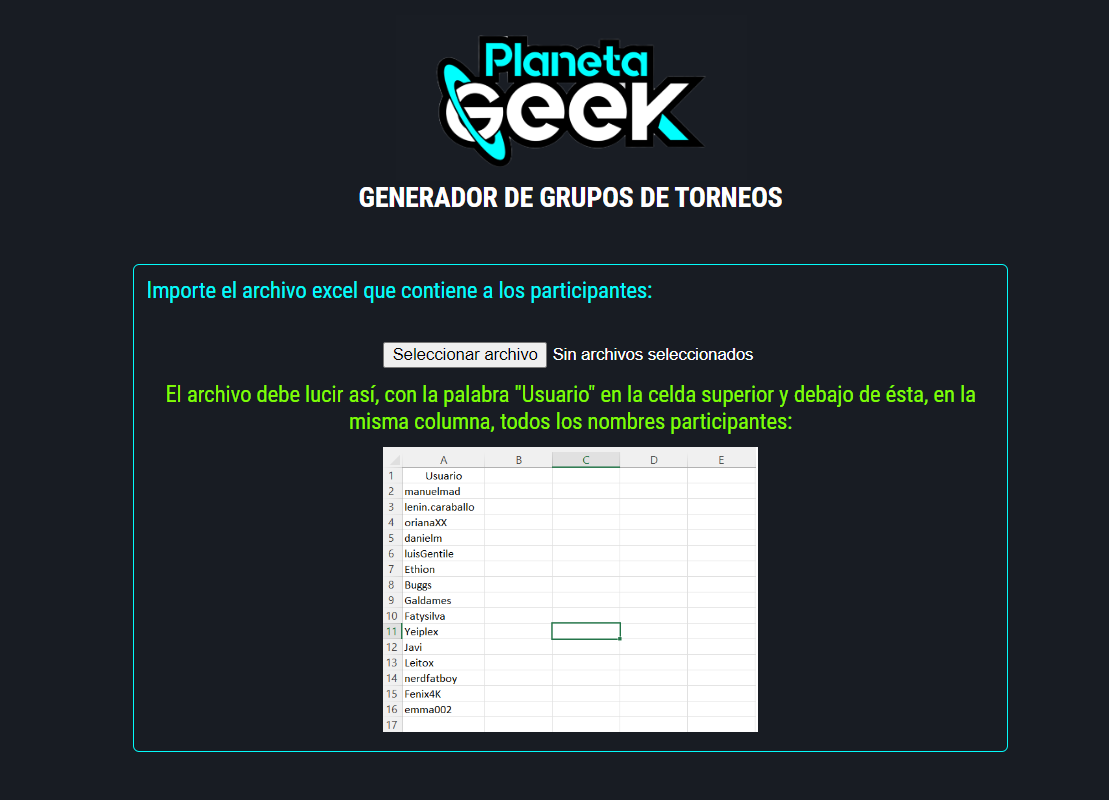 Planeta
GEEK
GENERADOR DE GRUPOS DE TORNEOS
Importe el archivo excel que contiene a los participantes:
Seleccionar archivo Sin archivos seleccionados
El archivo debe lucir así, con la palabra "Usuario" en la celda superior y debajo de ésta, en la
misma columna, todos los nombres participantes:
A B C D E
1 Usuario
2 manuelmad
3 lenin.caraballo
4 orianaXX
5 danielm
6 luisGentile
7 Ethion
8 Buggs
9 Galdames
10 Fatysilva
11 Yeiplex
12 Javi
13 Leitox
14 nerdfatboy
15 Fenix4K
16 emma002
17